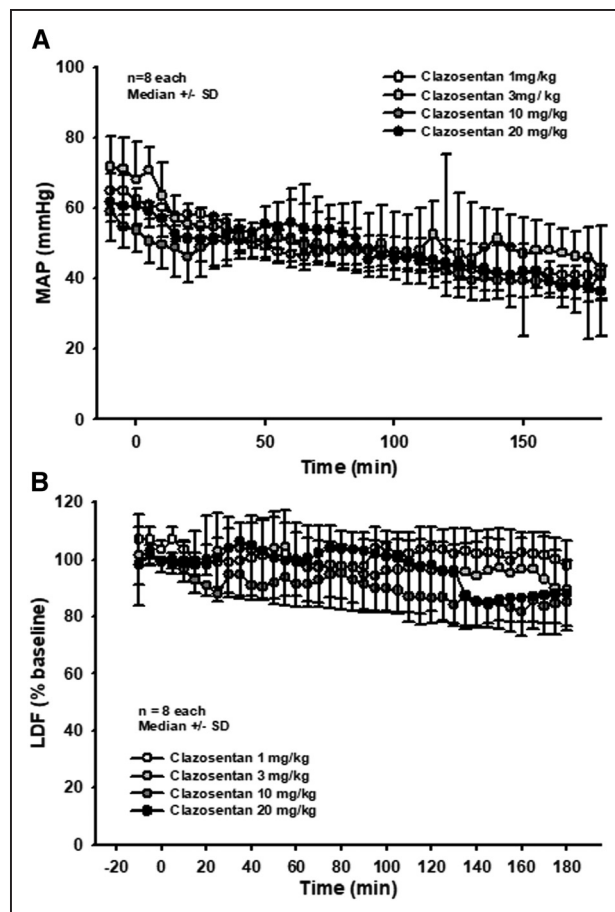 A
100
80
60
40
20
0
MAP (mmHg)
n=8 each
Median +/- SD
Clazosentan 1mg/kg
Clazosentan 3mg/ kg
Clazosentan 10 mg/kg
Clazosentan 20 mg/kg
0 50 100 150
Time (min)
B
120
100
80
60
40
20
0
LDF (% baseline)
n = 8 each
Median +/- SD
Clazosentan 1 mg/kg
Clazosentan 3 mg/kg
Clazosentan 10 mg/kg
Clazosentan 20 mg/kg
-20 0 20 40 60 80 100 120 140 160 180
Time (min)